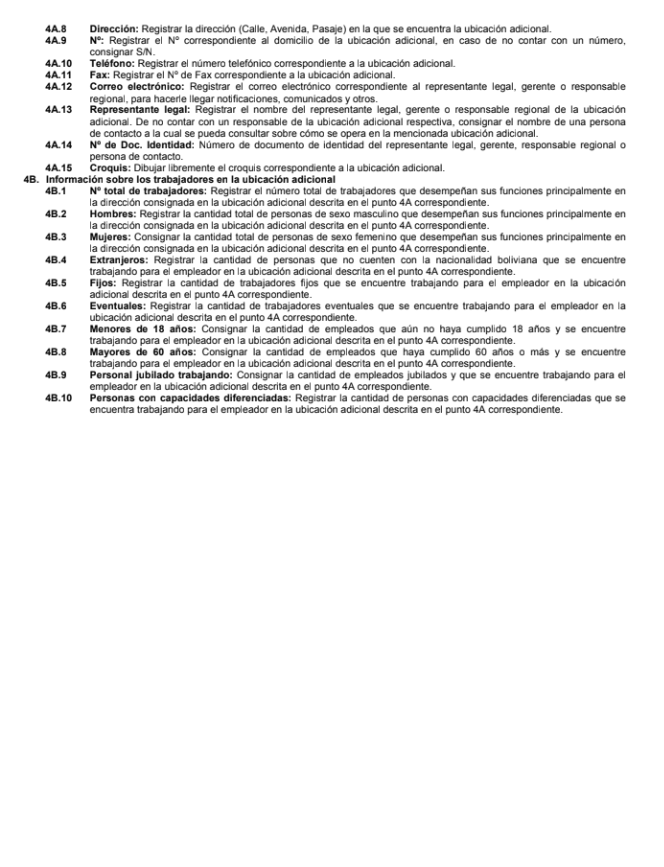 4A.8 Dirección: Registrar la dirección (Calle, Avenida, Pasaje) en la que se encuentra la ubicación adicional.
4A.9 Nº: Registrar el Nº correspondiente al domicilio de la ubicación adicional, en caso de no contar con un número,
consignar S/N.
4A.10 Teléfono: Registrar el número telefónico correspondiente a la ubicación adicional.
4A.11 Fax: Registrar el Nº de Fax correspondiente a la ubicación adicional.
4A.12 Correo electrónico: Registrar el correo electrónico correspondiente al representante legal, gerente o responsable
regional, para hacerle llegar notificaciones, comunicados y otros.
4A.13 Representante legal: Registrar el nombre del representante legal, gerente o responsable regional de la ubicación
adicional. De no contar con un responsable de la ubicación adicional respectiva, consignar el nombre de una persona
de contacto a la cual se pueda consultar sobre cómo se opera en la mencionada ubicación adicional.
4A.14 Nº de Doc. Identidad: Número de documento de identidad del representante legal, gerente, responsable regional o
persona de contacto.
4A.15 Croquis: Dibujar libremente el croquis correspondiente a la ubicación adicional.
4B. Información sobre los trabajadores en la ubicación adicional
4B.1 Nº total de trabajadores: Registrar el número total de trabajadores que desempeñan sus funciones principalmente en
la dirección consignada en la ubicación adicional descrita en el punto 4A correspondiente.
4B.2 Hombres: Registrar la cantidad total de personas de sexo masculino que desempeñan sus funciones principalmente en
la dirección consignada en la ubicación adicional descrita en el punto 4A correspondiente.
4B.3 Mujeres: Consignar la cantidad total de personas de sexo femenino que desempeñan sus funciones principalmente en
la dirección consignada en la ubicación adicional descrita en el punto 4A correspondiente.
4B.4 Extranjeros: Registrar la cantidad de personas que no cuenten con la nacionalidad boliviana que se encuentre
trabajando para el empleador en la ubicación adicional descrita en el punto 4A correspondiente.
4B.5 Fijos: Registrar la cantidad de trabajadores fijos que se encuentre trabajando para el empleador en la ubicación
adicional descrita en el punto 4A correspondiente.
4B.6 Eventuales: Registrar la cantidad de trabajadores eventuales que se encuentre trabajando para el empleador en la
ubicación adicional descrita en el punto 4A correspondiente.
4B.7 Menores de 18 años: Consignar la cantidad de empleados que aún no haya cumplido 18 años y se encuentre
trabajando para el empleador en la ubicación adicional descrita en el punto 4A correspondiente.
4B.8 Mayores de 60 años: Consignar la cantidad de empleados que haya cumplido 60 años o más y se encuentre
trabajando para el empleador en la ubicación adicional descrita en el punto 4A correspondiente.
4B.9 Personal jubilado trabajando: Consignar la cantidad de empleados jubilados y que se encuentre trabajando para el
empleador en la ubicación adicional descrita en el punto 4A correspondiente.
4B.10 Personas con capacidades diferenciadas: Registrar la cantidad de personas con capacidades diferenciadas que se
encuentra trabajando para el empleador en la ubicación adicional descrita en el punto 4A correspondiente.